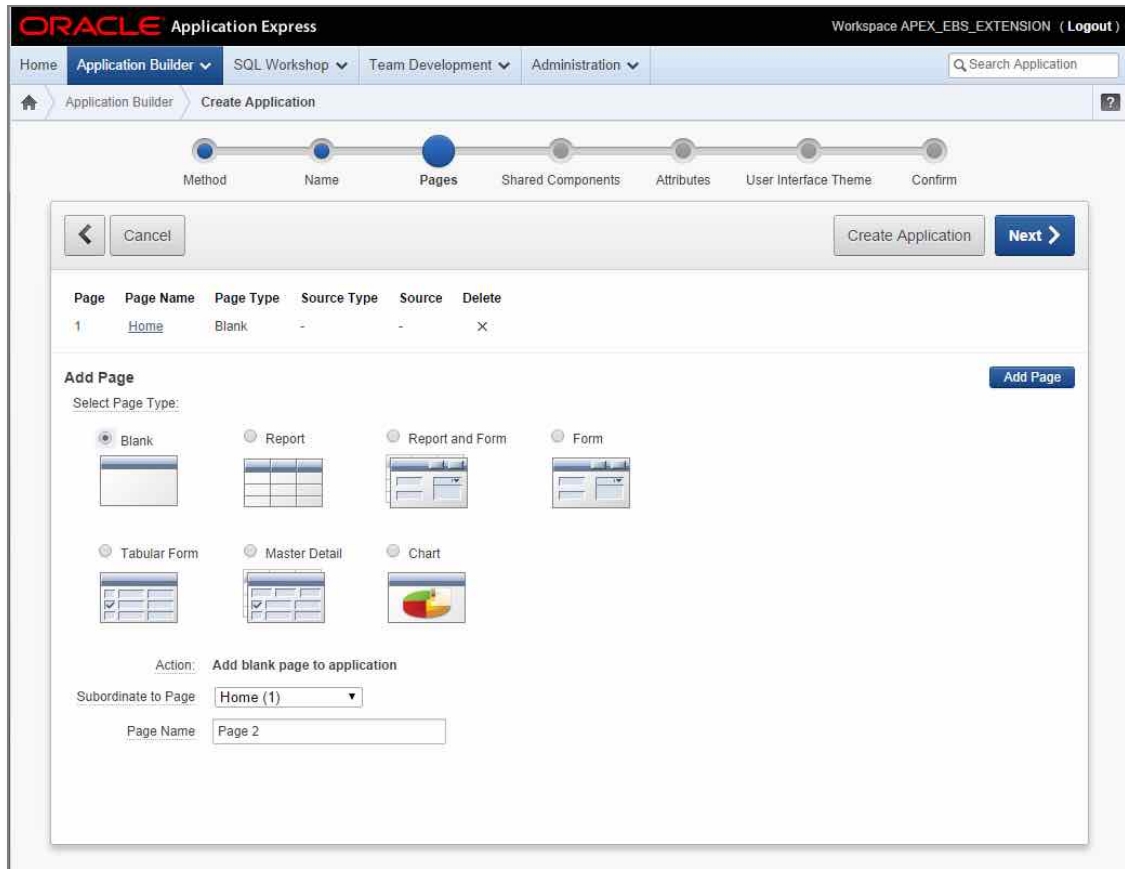 ORACLE Application Express
Workspace APEX_EBS_EXTENSION ( Logout )
Home Application Builder SQL Workshop Team Development Administration Search Application
Application Builder Create Application ?
Method Name Pages Shared Components Attributes User Interface Theme Confirm
Cancel Create Application Next
Page Page Name Page Type Source Type Source Delete
1 Home Blank - - ×
Add Page Add Page
Select Page Type:
Blank Report Report and Form Form
Tabular Form Master Detail Chart
Action: Add blank page to application
Subordinate to Page Home (1)
Page Name Page 2